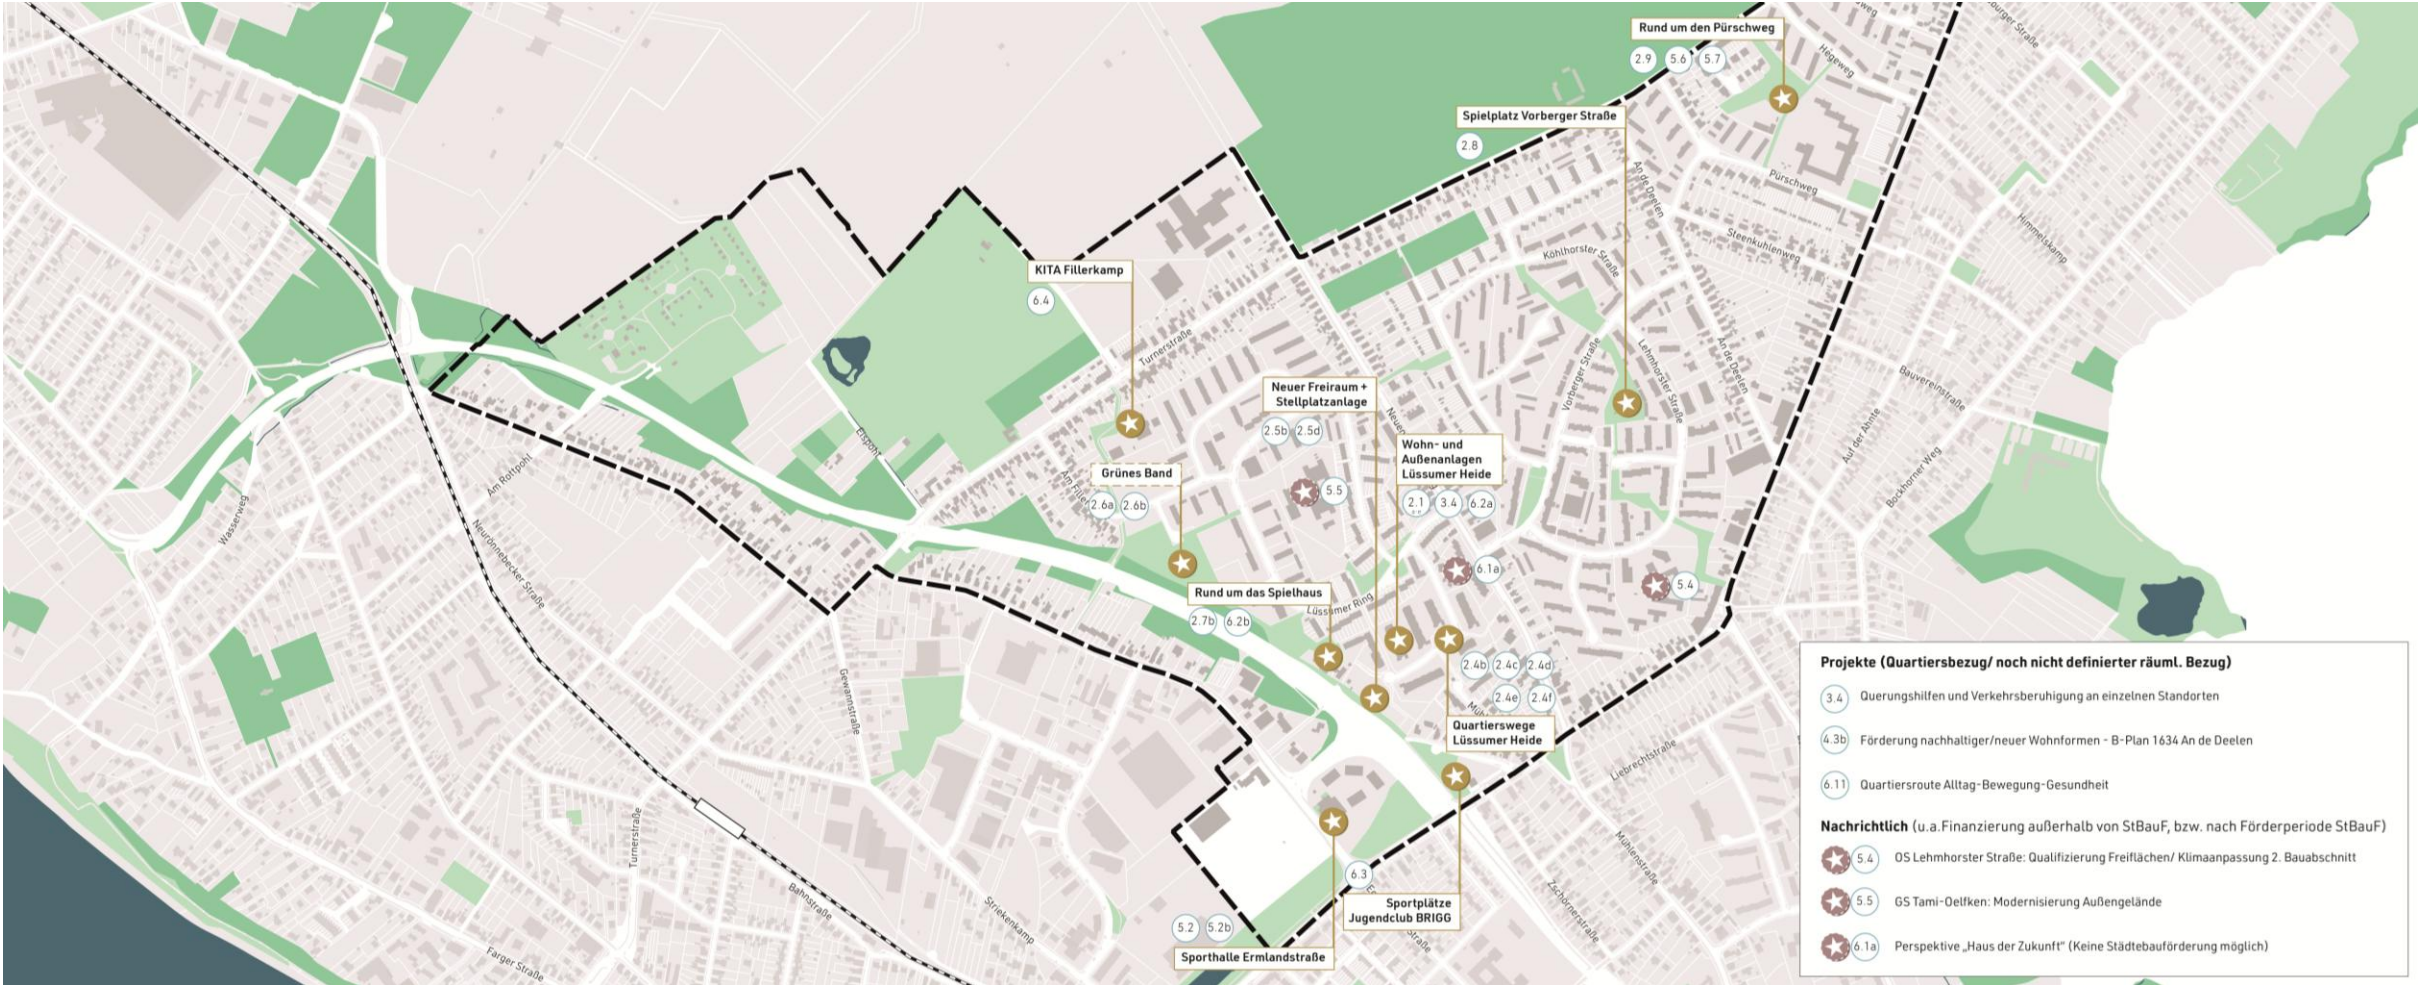 Rund um den Pürschweg
2.9 5.6 5.7
Hegeweg
Spielplatz Vorberger Straße
2.8
An de Deelen
Pürschweg
Steenkuhlenweg
Himmelskamp
Köhlhorster Straße
KITA Fillerkamp
6.4
Turnerstraße
Vorberger Straße
Lehmhorster Straße
An de Deelen
Bauvereinstraße
Auf der Ahnte
Bockhorner Weg
Neuer Freiraum +
Stellplatzanlage
2.5b 2.5d
5.5
Wohn- und
Außenanlagen
Lüssumer Heide
2.1 3.4 6.2a
6.1a
5.4
Eispohl
Grünes Band
2.6a 2.6b
Am Rottpohl
Wasserweg
Neurönnebecker Straße
Rund um das Spielhaus
2.7b 6.2b
Lüssumer Ring
2.4b 2.4c 2.4d
2.4e 2.4f
Quartierswege
Lüssumer Heide
Gewannstraße
Liebrechtstraße
Mühlenstraße
Zschörnerstraße
Turnerstraße
Bahnstraße
Striekenkamp
Farger Straße
6.3
Sportplätze
Jugendclub BRIGG
5.2 5.2b
Sporthalle Ermlandstraße
Projekte (Quartiersbezug/ noch nicht definierter räuml. Bezug)
3.4 Querungshilfen und Verkehrsberuhigung an einzelnen Standorten
4.3b Förderung nachhaltiger/neuer Wohnformen - B-Plan 1634 An de Deelen
6.11 Quartiersroute Alltag-Bewegung-Gesundheit
Nachrichtlich (u.a.Finanzierung außerhalb von StBauF, bzw. nach Förderperiode StBauF)
5.4 OS Lehmhorster Straße: Qualifizierung Freiflächen/ Klimaanpassung 2. Bauabschnitt
5.5 GS Tami-Oelfken: Modernisierung Außengelände
6.1a Perspektive „Haus der Zukunft" (Keine Städtebauförderung möglich)